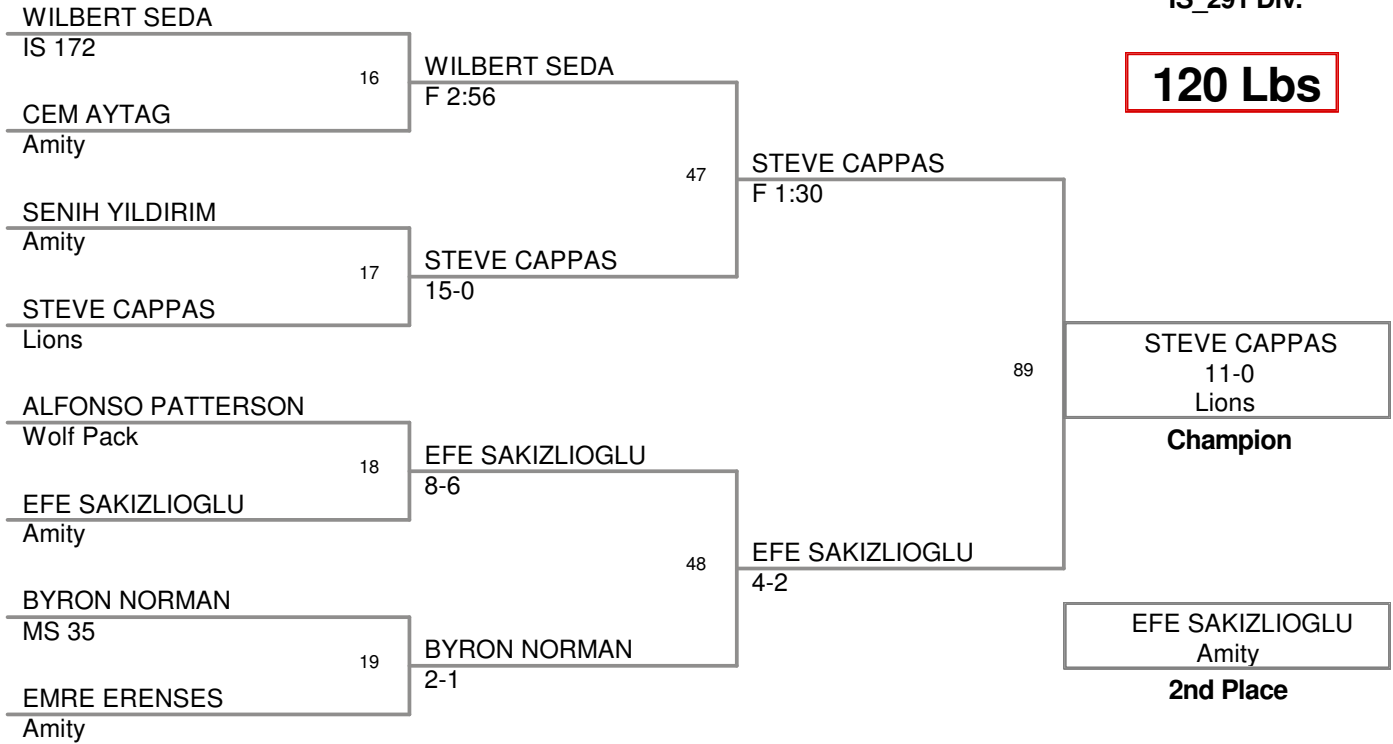 IS_291 Div.
120 Lbs
WILBERT SEDA
IS 172
16
CEM AYTAG
Amity
SENIH YILDIRIM
Amity
17
STEVE CAPPAS
Lions
ALFONSO PATTERSON
Wolf Pack
18
EFE SAKIZLIOGLU
Amity
BYRON NORMAN
MS 35
19
EMRE ERENSES
Amity
WILBERT SEDA
F 2:56
47
STEVE CAPPAS
15-0
EFE SAKIZLIOGLU
8-6
48
BYRON NORMAN
2-1
STEVE CAPPAS
F 1:30
89
EFE SAKIZLIOGLU
4-2
STEVE CAPPAS
11-0
Lions
Champion
EFE SAKIZLIOGLU
Amity
2nd Place